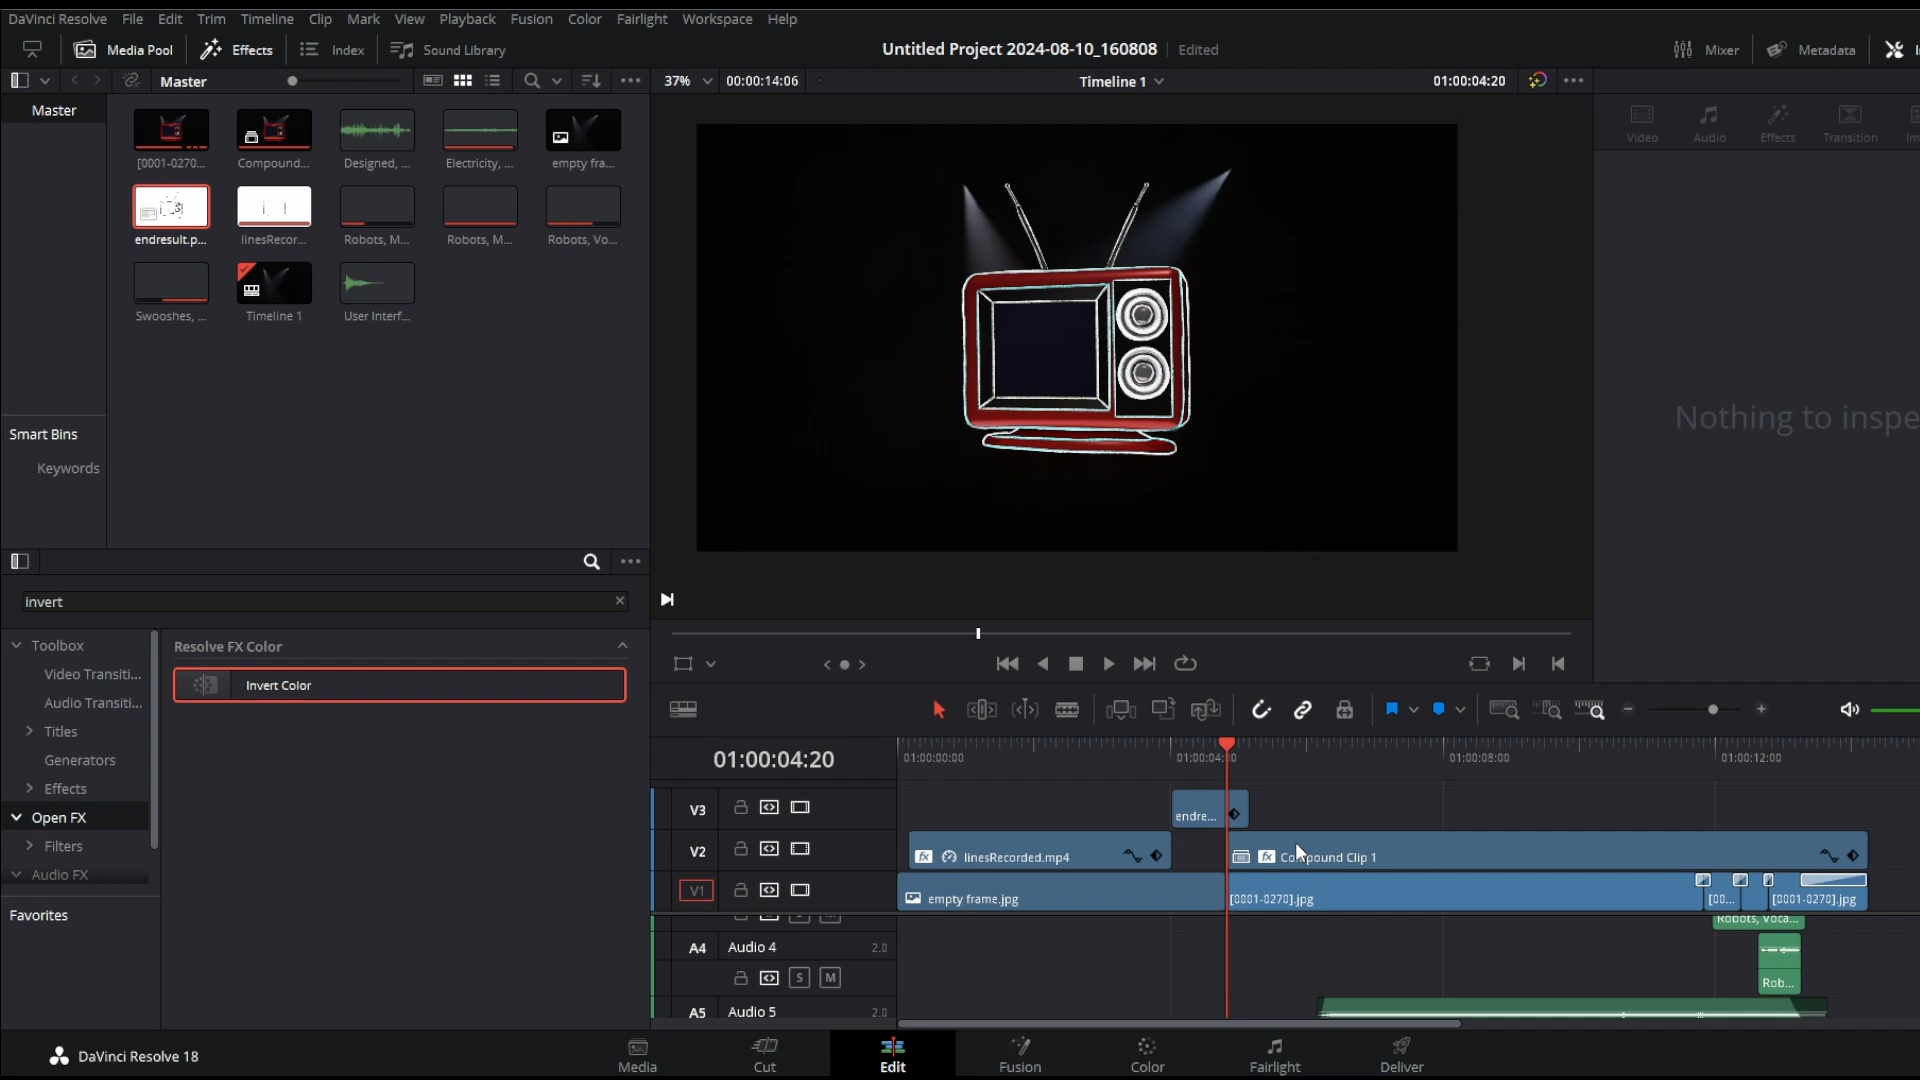 DaVinci Resolve File Edit Trim Timeline Clip Mark View Playback Fusion Color Fairlight Workspace Help
Media Pool Effects Index Sound Library Untitled Project 2024-08-10_160808 Edited Mixer Metadata
Master 37% 00:00:14:06 Timeline 1 01:00:04:20
Master
[0001-0270... Compound... Designed, ... Electricity, ... empty fra...
Video Audio Effects Transition
endresult.p... linesRecor... Robots, M... Robots, M... Robots, Vo...
Swooshes, ... Timeline 1 User Interf...
Nothing to inspe
Smart Bins
Keywords
invert
Toolbox
Resolve FX Color
Video Transiti...
Invert Color
Audio Transiti...
Titles
Generators
Effects
Open FX
Filters
Audio FX
Favorites
01:00:04:20
01:00:00:00 01:00:04:00 01:00:08:00 01:00:12:00
V3 endre...
V2 fx linesRecorded.mp4 fx Compound Clip 1
V1 empty frame.jpg [0001-0270].jpg [00... [0001-0270].jpg
Robots, Voca...
A4 Audio 4 2.0
S M Rob...
A5 Audio 5 2.0
DaVinci Resolve 18
Media Cut Edit Fusion Color Fairlight Deliver